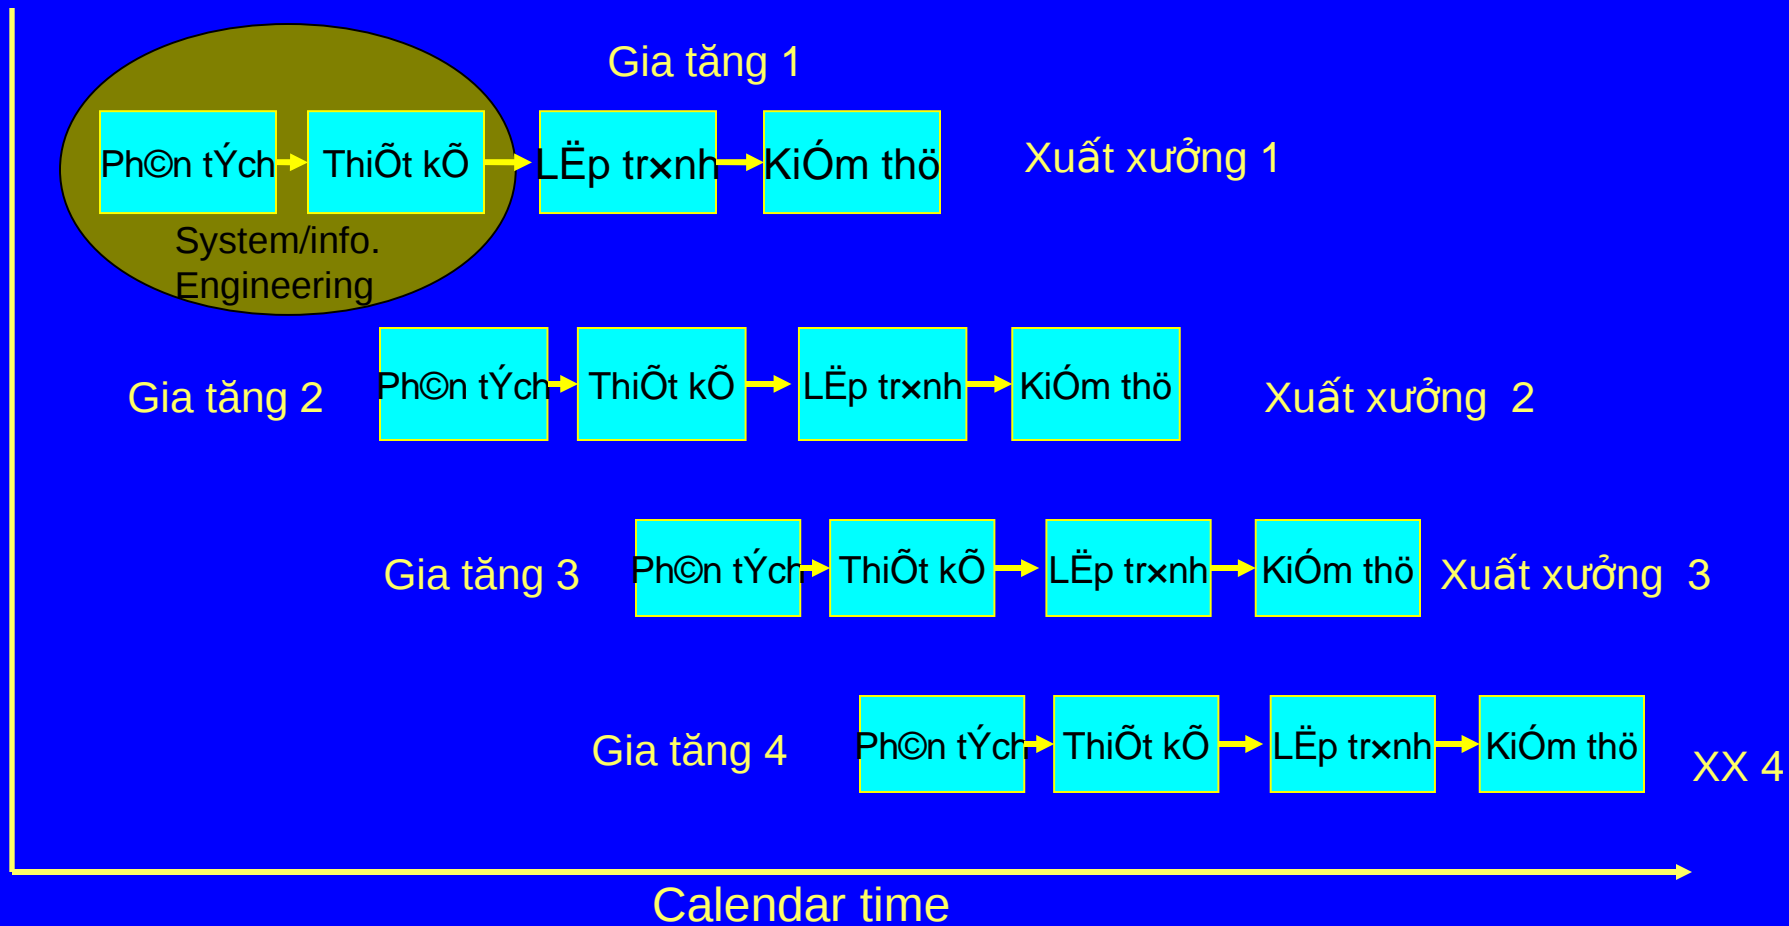 Gia tăng 1
Ph©n tÝch
ThiÕt kÕ
LËp tr×nh
KiÓm thö
Xuất xưởng 1
System/info.
Engineering
Gia tăng 2
Ph©n tÝch
ThiÕt kÕ
LËp tr×nh
KiÓm thö
Xuất xưởng 2
Gia tăng 3
Ph©n tÝch
ThiÕt kÕ
LËp tr×nh
KiÓm thö
Xuất xưởng 3
Gia tăng 4
Ph©n tÝch
ThiÕt kÕ
LËp tr×nh
KiÓm thö
XX 4
Calendar time